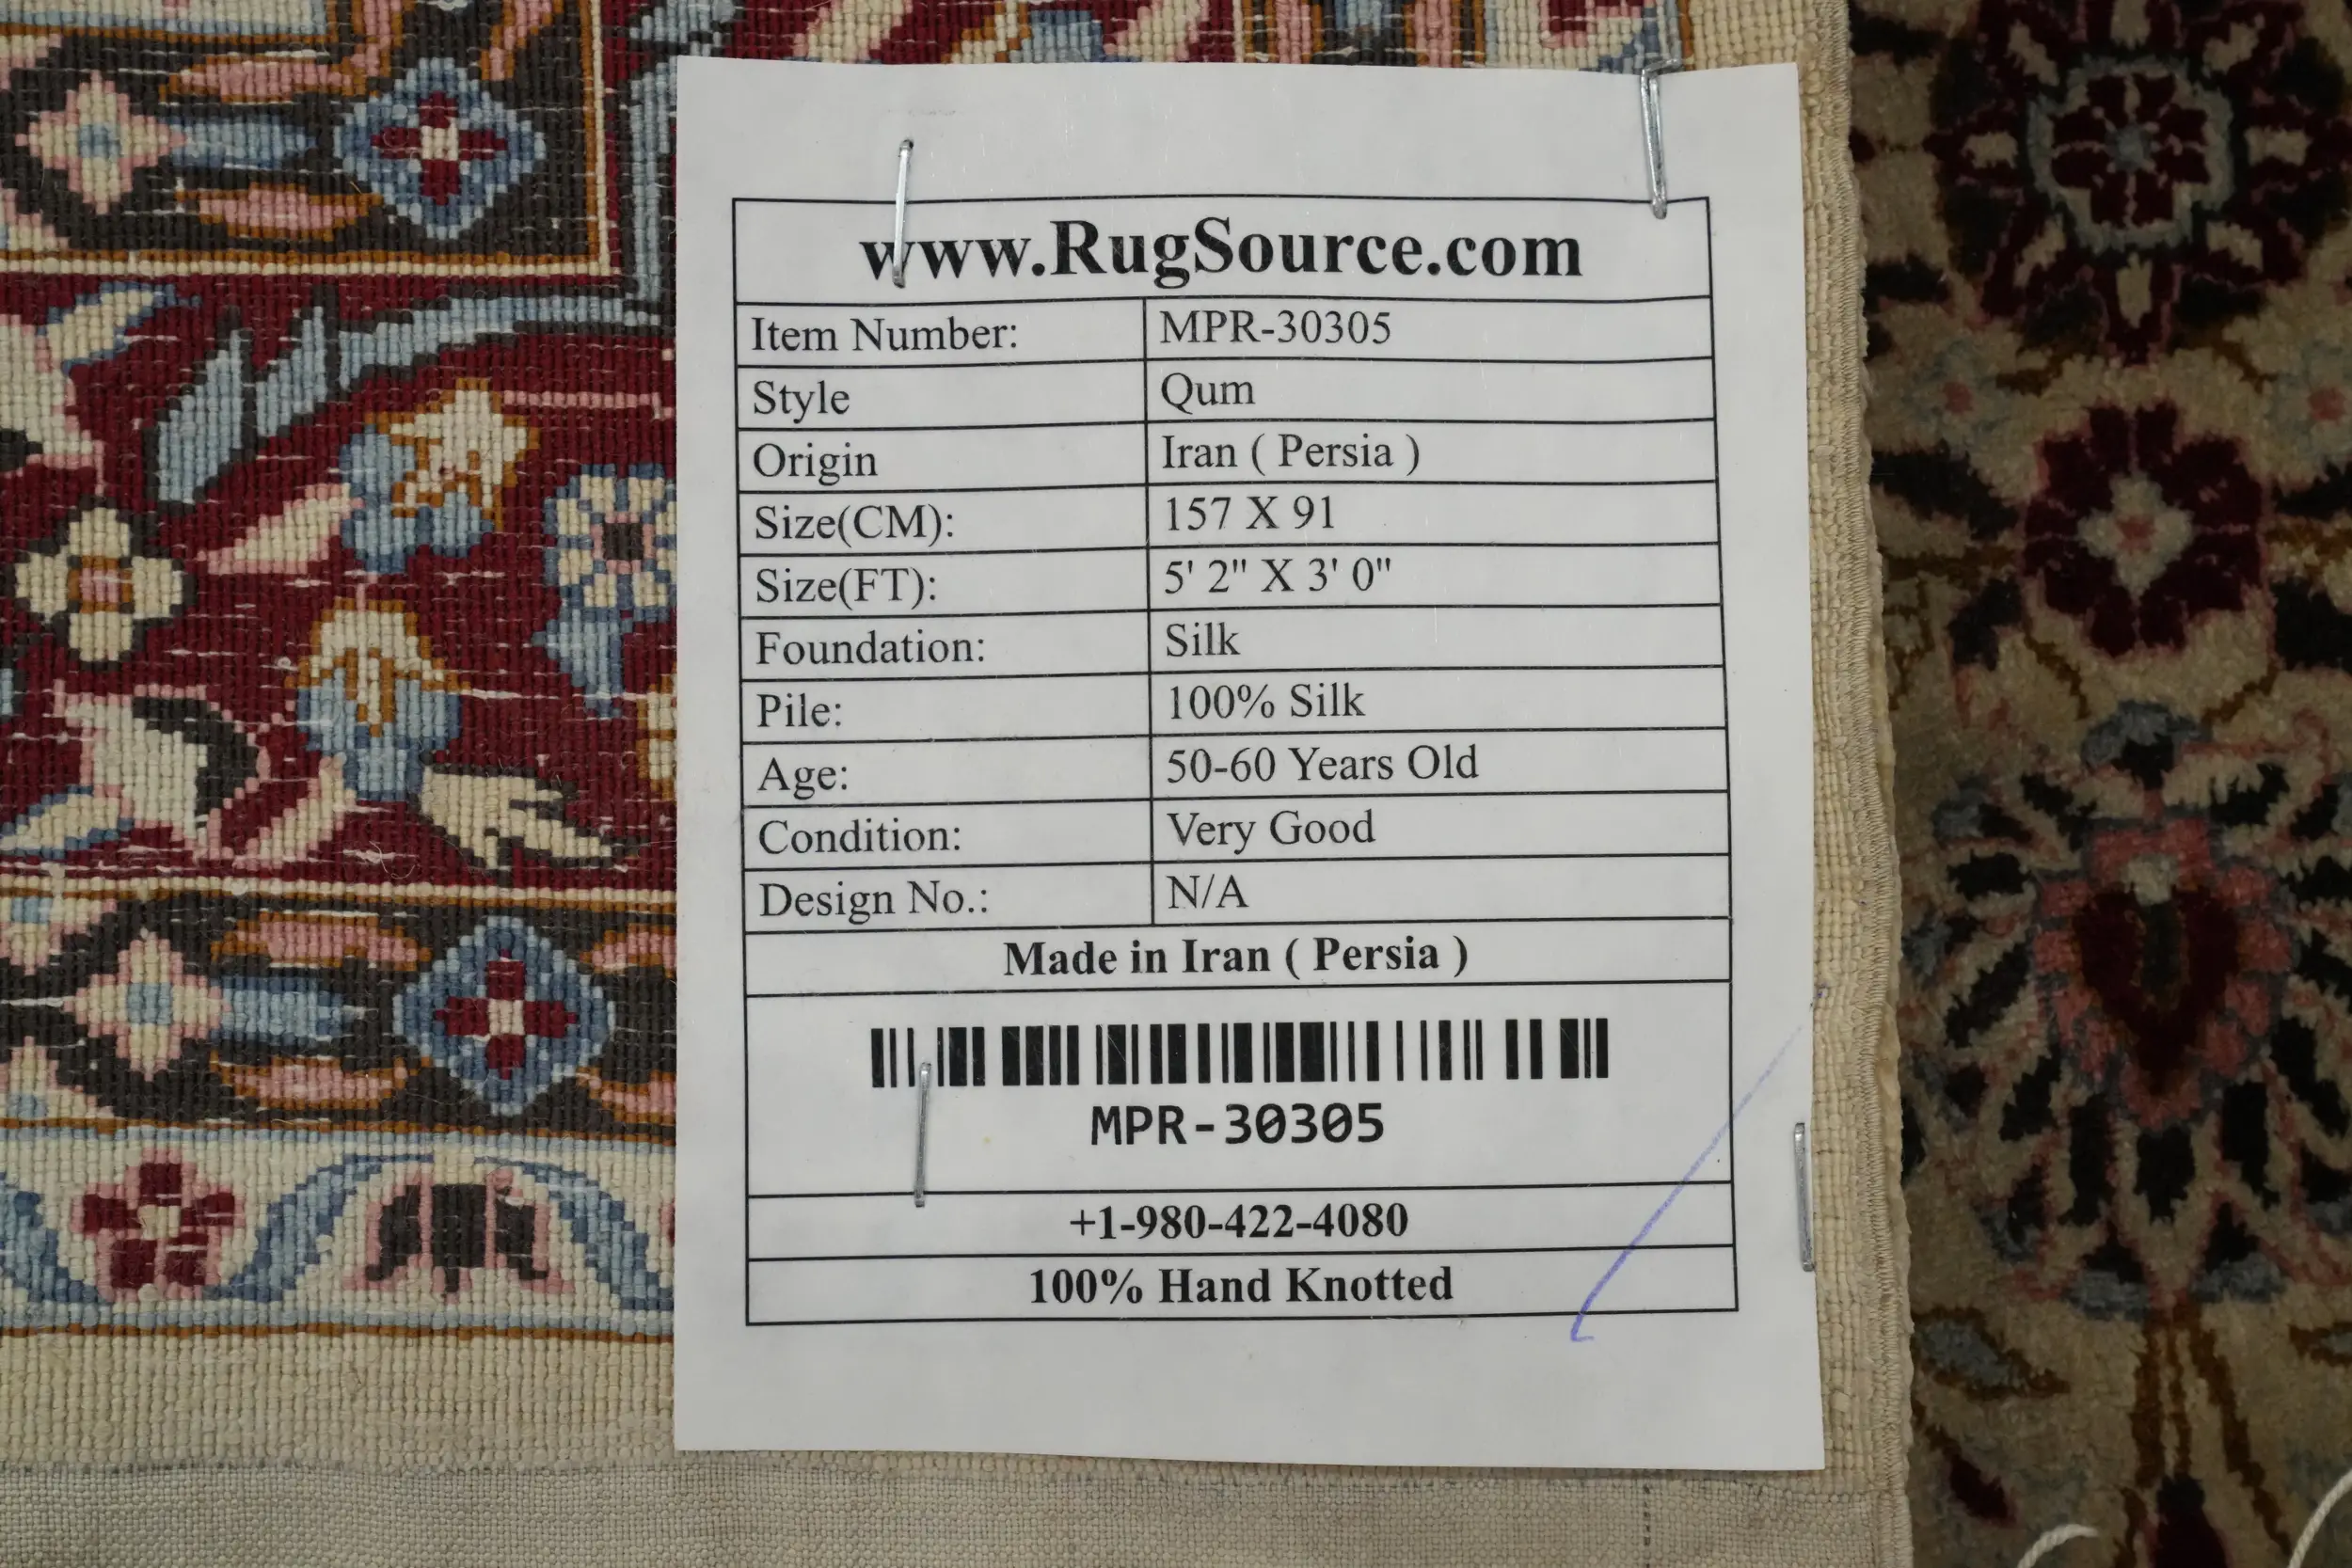 www.RugSource.com
Item Number: MPR-30305
Style Qum
Origin Iran ( Persia )
Size(CM): 157 X 91
Size(FT): 5' 2" X 3' 0"
Foundation: Silk
Pile: 100% Silk
Age: 50-60 Years Old
Condition: Very Good
Design No.: N/A
Made in Iran ( Persia )
MPR-30305
+1-980-422-4080
100% Hand Knotted